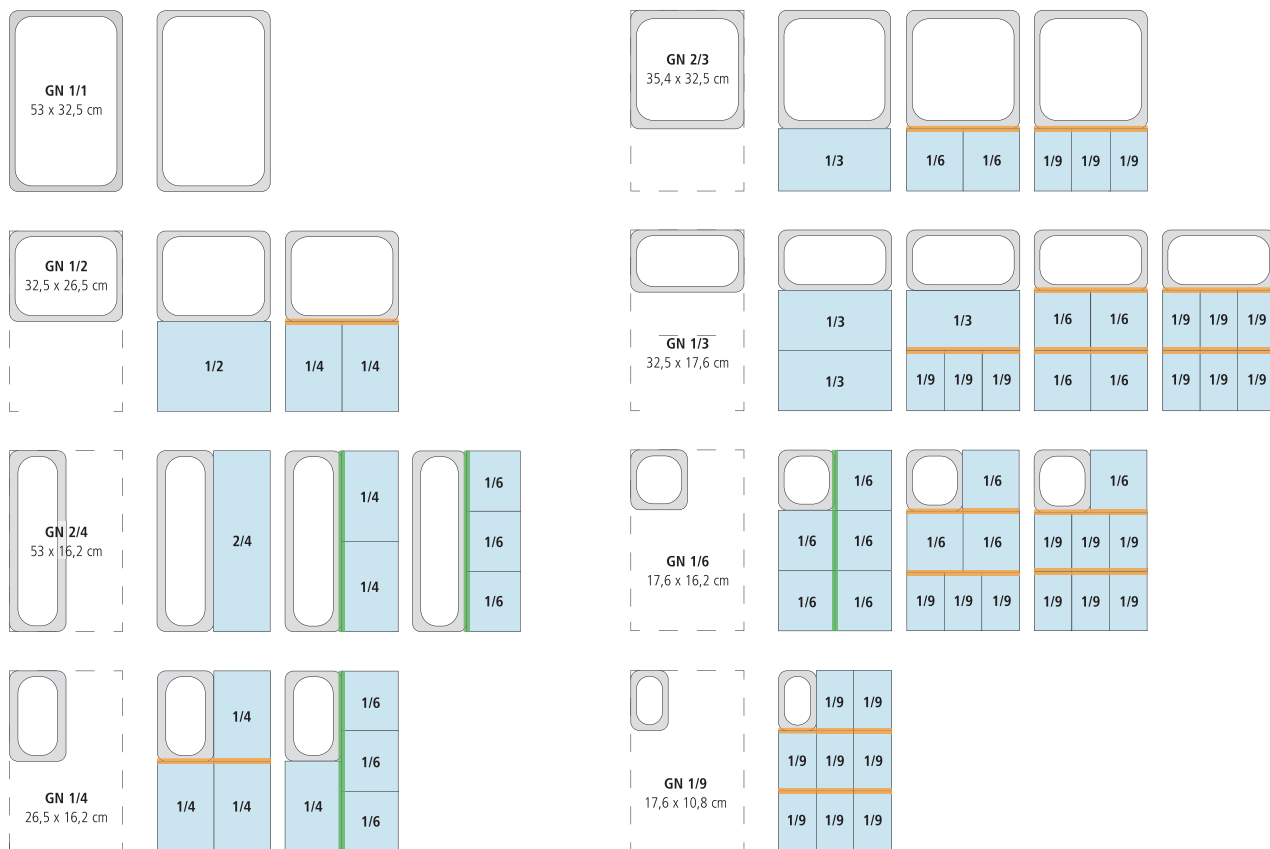 GN 1/1
53 x 32,5 cm
GN 1/2
32,5 x 26,5 cm
1/2
1/4 1/4
GN 2/4
53 x 16,2 cm
2/4
1/4
1/4
1/6
1/6
1/6
GN 1/4
26,5 x 16,2 cm
1/4
1/4 1/4
1/4
1/6
1/6
1/6
GN 2/3
35,4 x 32,5 cm
1/3
1/6 1/6
1/9 1/9 1/9
GN 1/3
32,5 x 17,6 cm
1/3
1/3
1/3
1/9 1/9 1/9
1/6 1/6
1/6 1/6
1/9 1/9 1/9
1/9 1/9 1/9
GN 1/6
17,6 x 16,2 cm
1/6
1/6 1/6
1/6 1/6
1/6
1/6 1/6
1/9 1/9 1/9
1/6
1/9 1/9 1/9
1/9 1/9 1/9
GN 1/9
17,6 x 10,8 cm
1/9 1/9
1/9 1/9 1/9
1/9 1/9 1/9